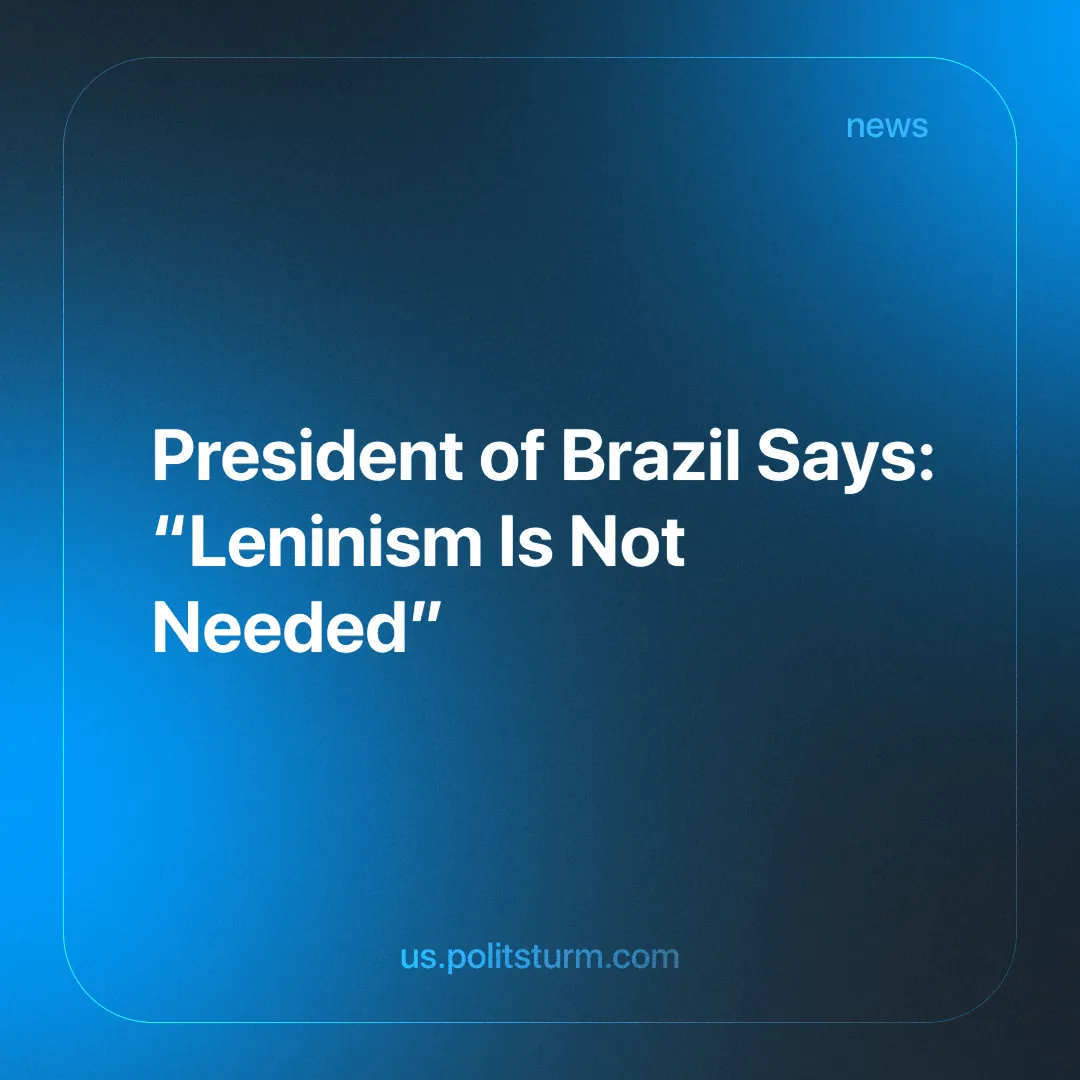 news
President of Brazil Says:
“Leninism Is Not
Needed”
us.politsturm.com